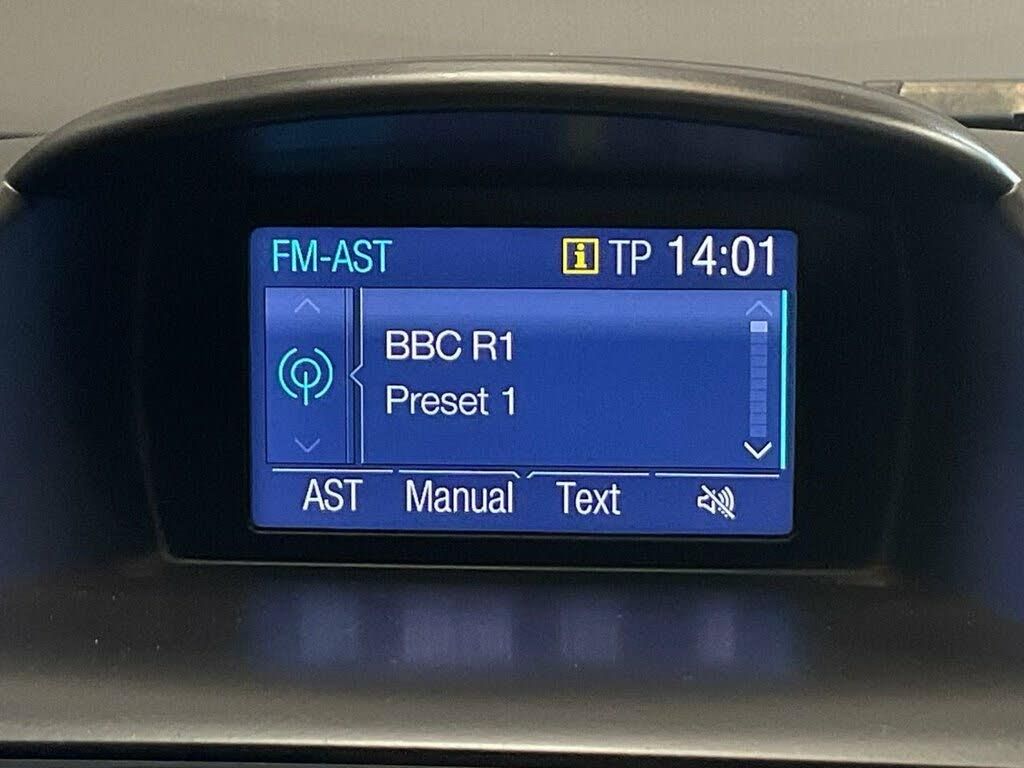 FM-AST i TP 14:01
BBC R1
Preset 1
AST Manual Text